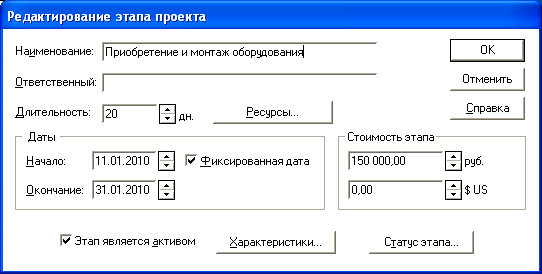 Редактирование этапа проекта
Наименование: Приобретение и монтаж оборудования OK
Ответственный: Отменить
Длительность: 20 дн. Ресурсы... Справка
Даты Стоимость этапа
Начало: 11.01.2010 Фиксированная дата 150 000,00 руб.
Окончание: 31.01.2010 0,00 $ US
Этап является активом Характеристики... Статус этапа...